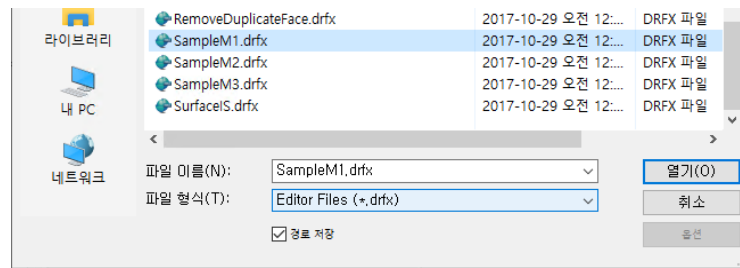 RemoveDuplicateFace.drfx 2017-10-29 오전 12:... DRFX 파일
라이브러리 SampleM1.drfx 2017-10-29 오전 12:... DRFX 파일
SampleM2.drfx 2017-10-29 오전 12:... DRFX 파일
SampleM3.drfx 2017-10-29 오전 12:... DRFX 파일
내 PC SurfaceIS.drfx 2017-10-29 오전 12:... DRFX 파일
네트워크 파일 이름(N): SampleM1.drfx 열기(O)
파일 형식(T): Editor Files (*.drfx) 취소
경로 저장 옵션